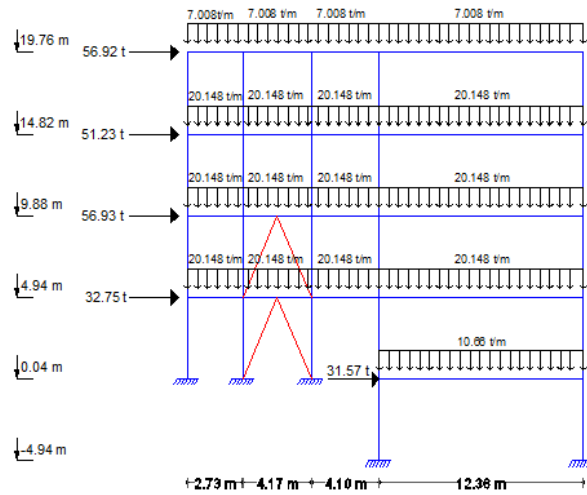 7.008t/m 7.008 t/m 7.008 t/m 7.008 t/m
19.76 m
56.92 t
20.148 t/m 20.148 t/m 20.148 t/m 20.148 t/m
14.82 m
51.23 t
20.148 t/m 20.148 t/m 20.148 t/m 20.148 t/m
9.88 m
56.93 t
20.148 t/m 20.148 t/m 20.148 t/m 20.148 t/m
4.94 m
32.75 t
10.66 t/m
0.04 m
31.57 t
-4.94 m
2.73 m 4.17 m 4.10 m 12.36 m